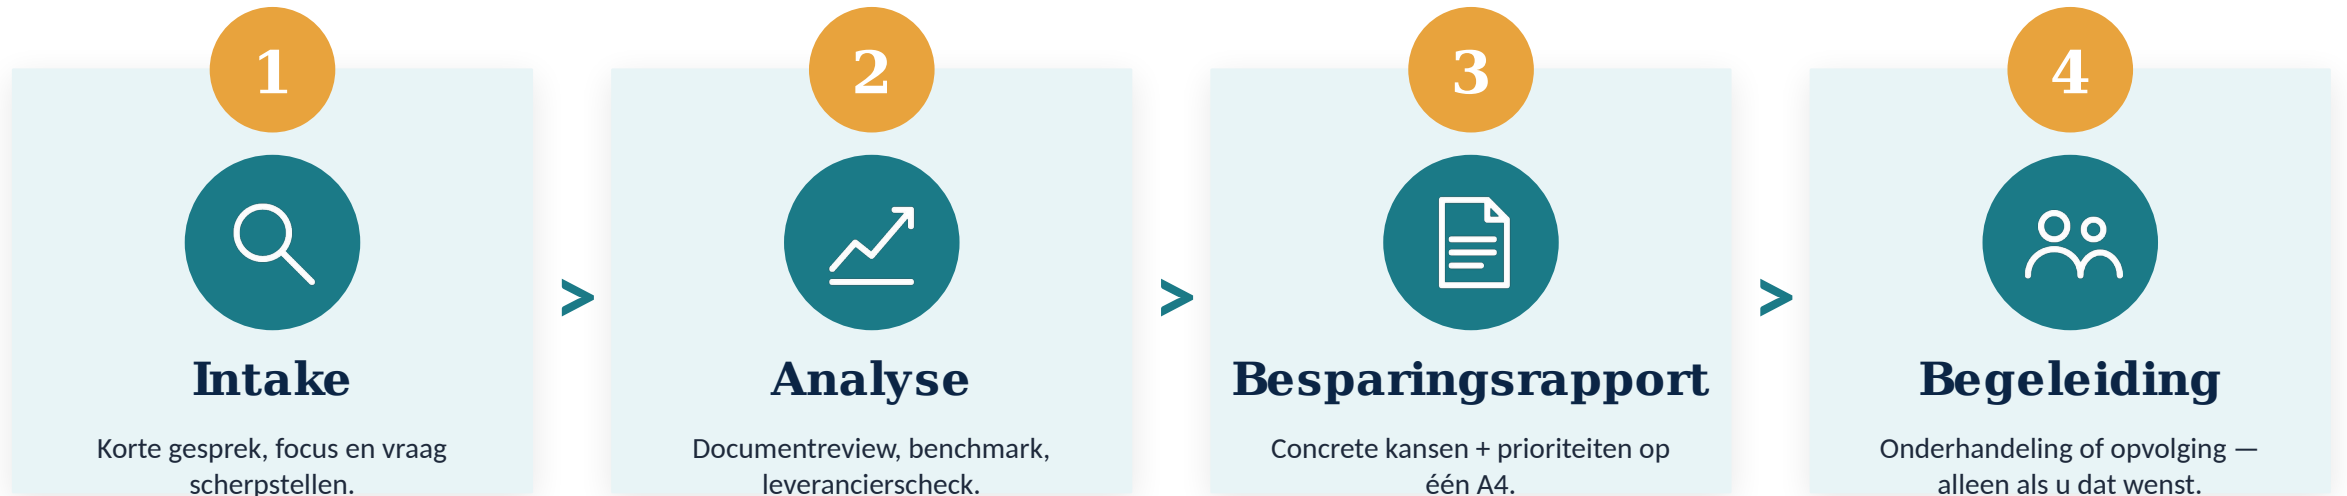 1
Intake
Korte gesprek, focus en vraag
scherpstellen.
>
2
Analyse
Documentreview, benchmark,
leverancierscheck.
>
3
Besparingsrapport
Concrete kansen + prioriteiten op
één A4.
>
4
Begeleiding
Onderhandeling of opvolging —
alleen als u dat wenst.